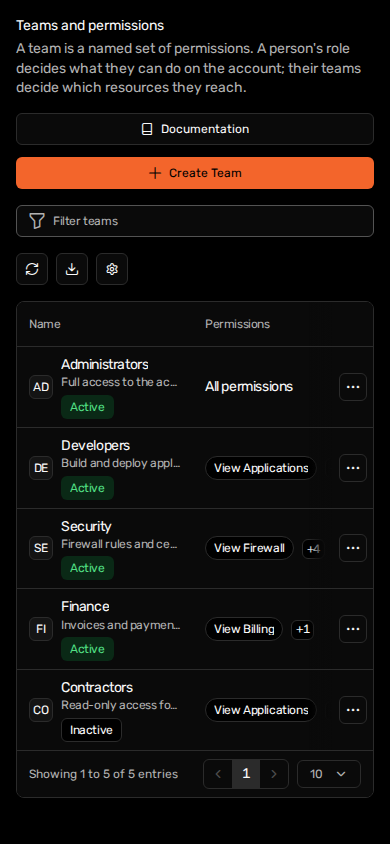 Teams and permissions
A team is a named set of permissions. A person's role
decides what they can do on the account; their teams
decide which resources they reach.
Documentation
Create Team
Filter teams
Name Permissions
AD Administrators
Full access to the ac...
Active
All permissions
DE Developers
Build and deploy appl...
Active
View Applications
SE Security
Firewall rules and ce...
Active
View Firewall +4
FI Finance
Invoices and paymen...
Active
View Billing +1
CO Contractors
Read-only access fo...
Inactive
View Applications
Showing 1 to 5 of 5 entries 1 10